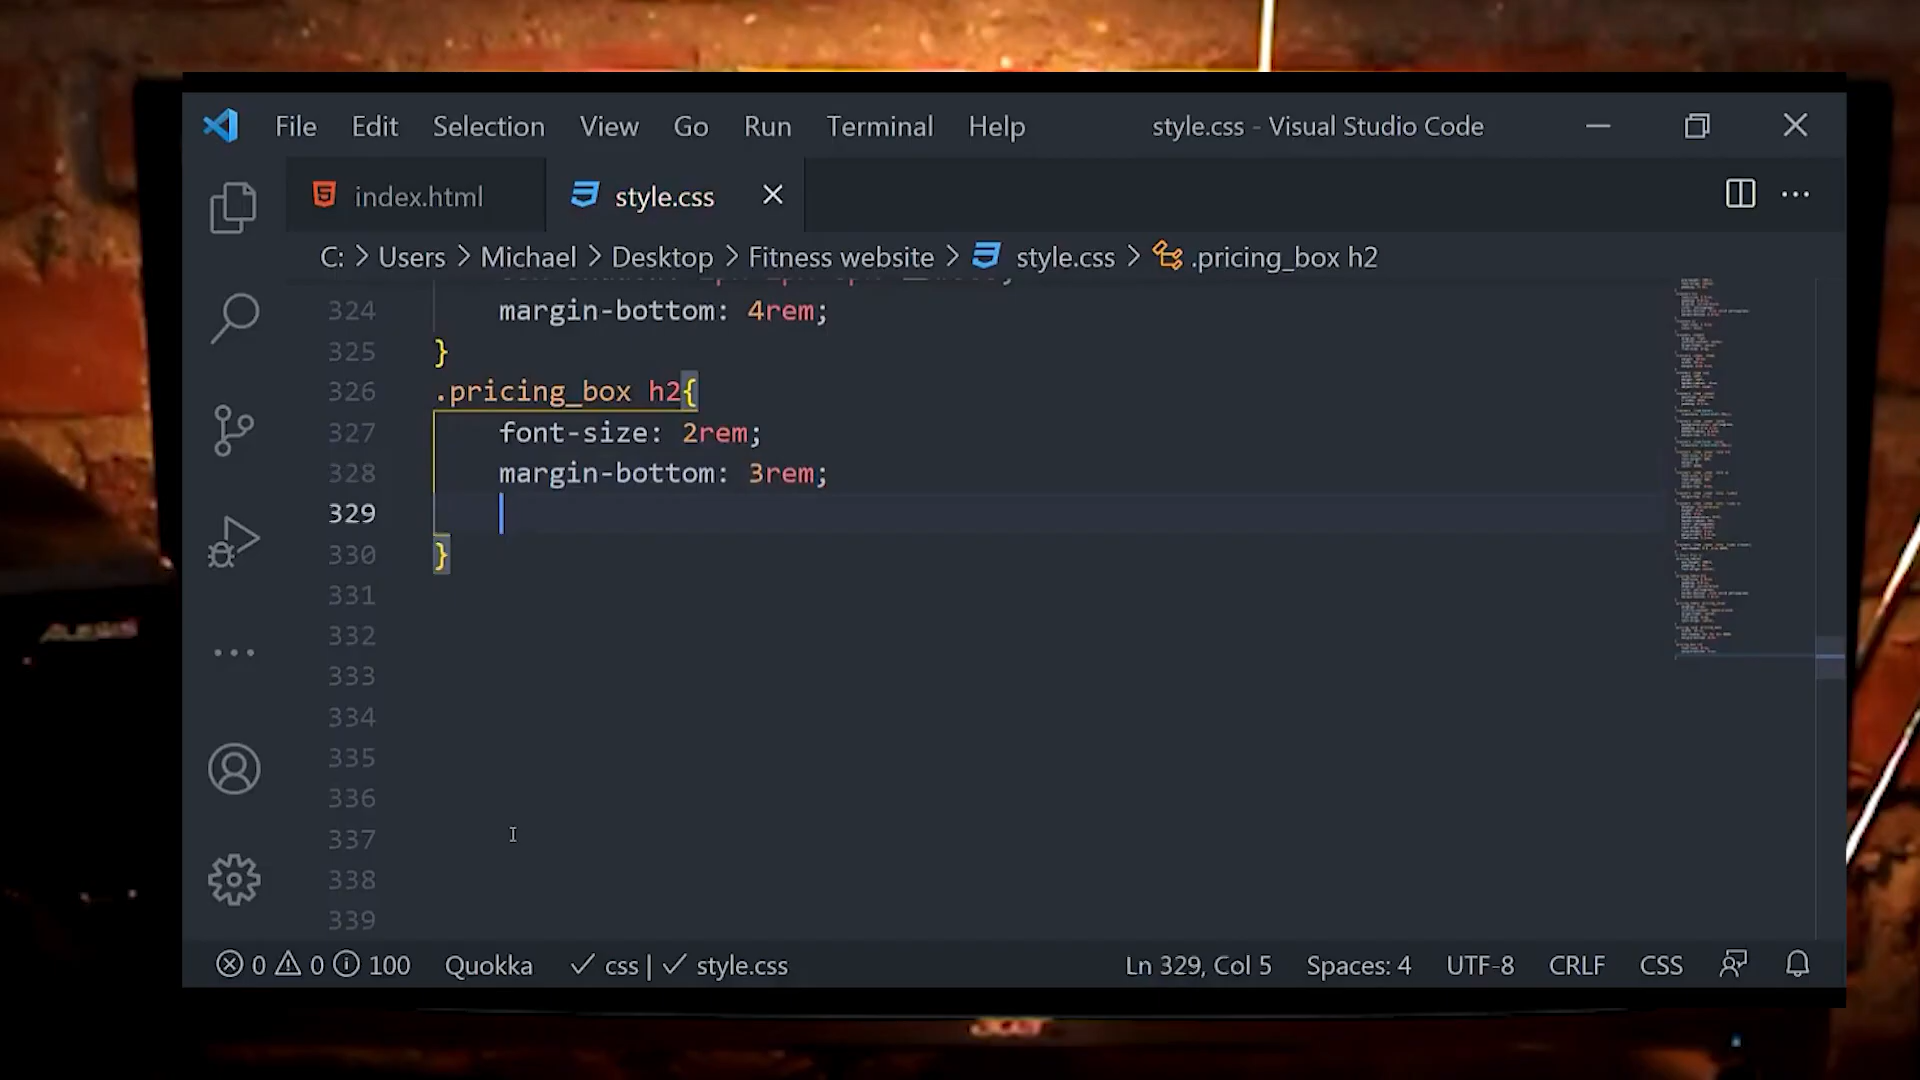 File Edit Selection View Go Run Terminal Help style.css - Visual Studio Code
index.html style.css
C: > Users > Michael > Desktop > Fitness website > style.css > .pricing_box h2
324 margin-bottom: 4rem;
325 }
326 .pricing_box h2{
327 font-size: 2rem;
328 margin-bottom: 3rem;
329
330 }
331
332
333
334
335
336
337
338
339
0 0 100 Quokka css | style.css Ln 329, Col 5 Spaces: 4 UTF-8 CRLF CSS
ALESIS
acer